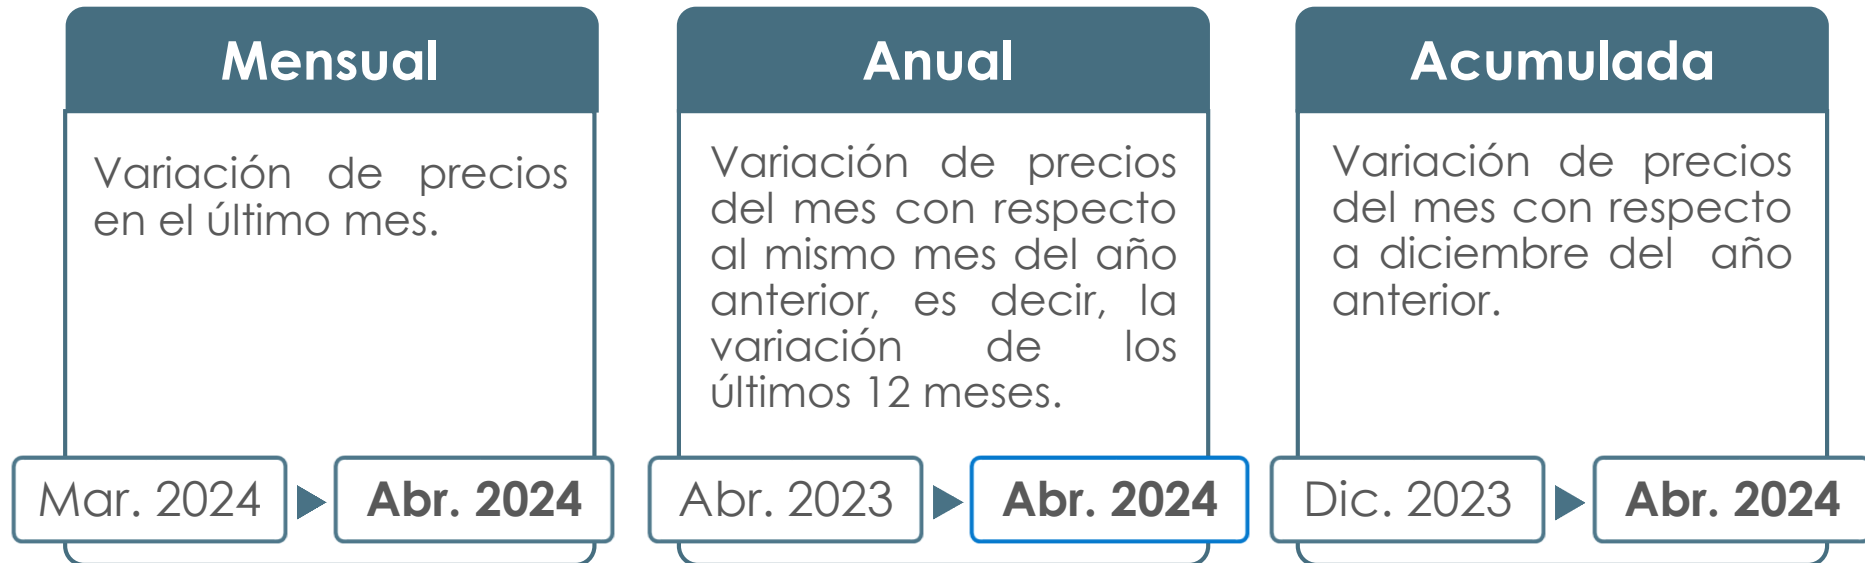 Mensual
Variación de precios
en el último mes.
Mar. 2024
Abr. 2024
Anual
Variación de precios
del mes con respecto
al mismo mes del año
anterior, es decir, la
variación de los
últimos 12 meses.
Abr. 2023
Abr. 2024
Acumulada
Variación de precios
del mes con respecto
a diciembre del año
anterior.
Dic. 2023
Abr. 2024